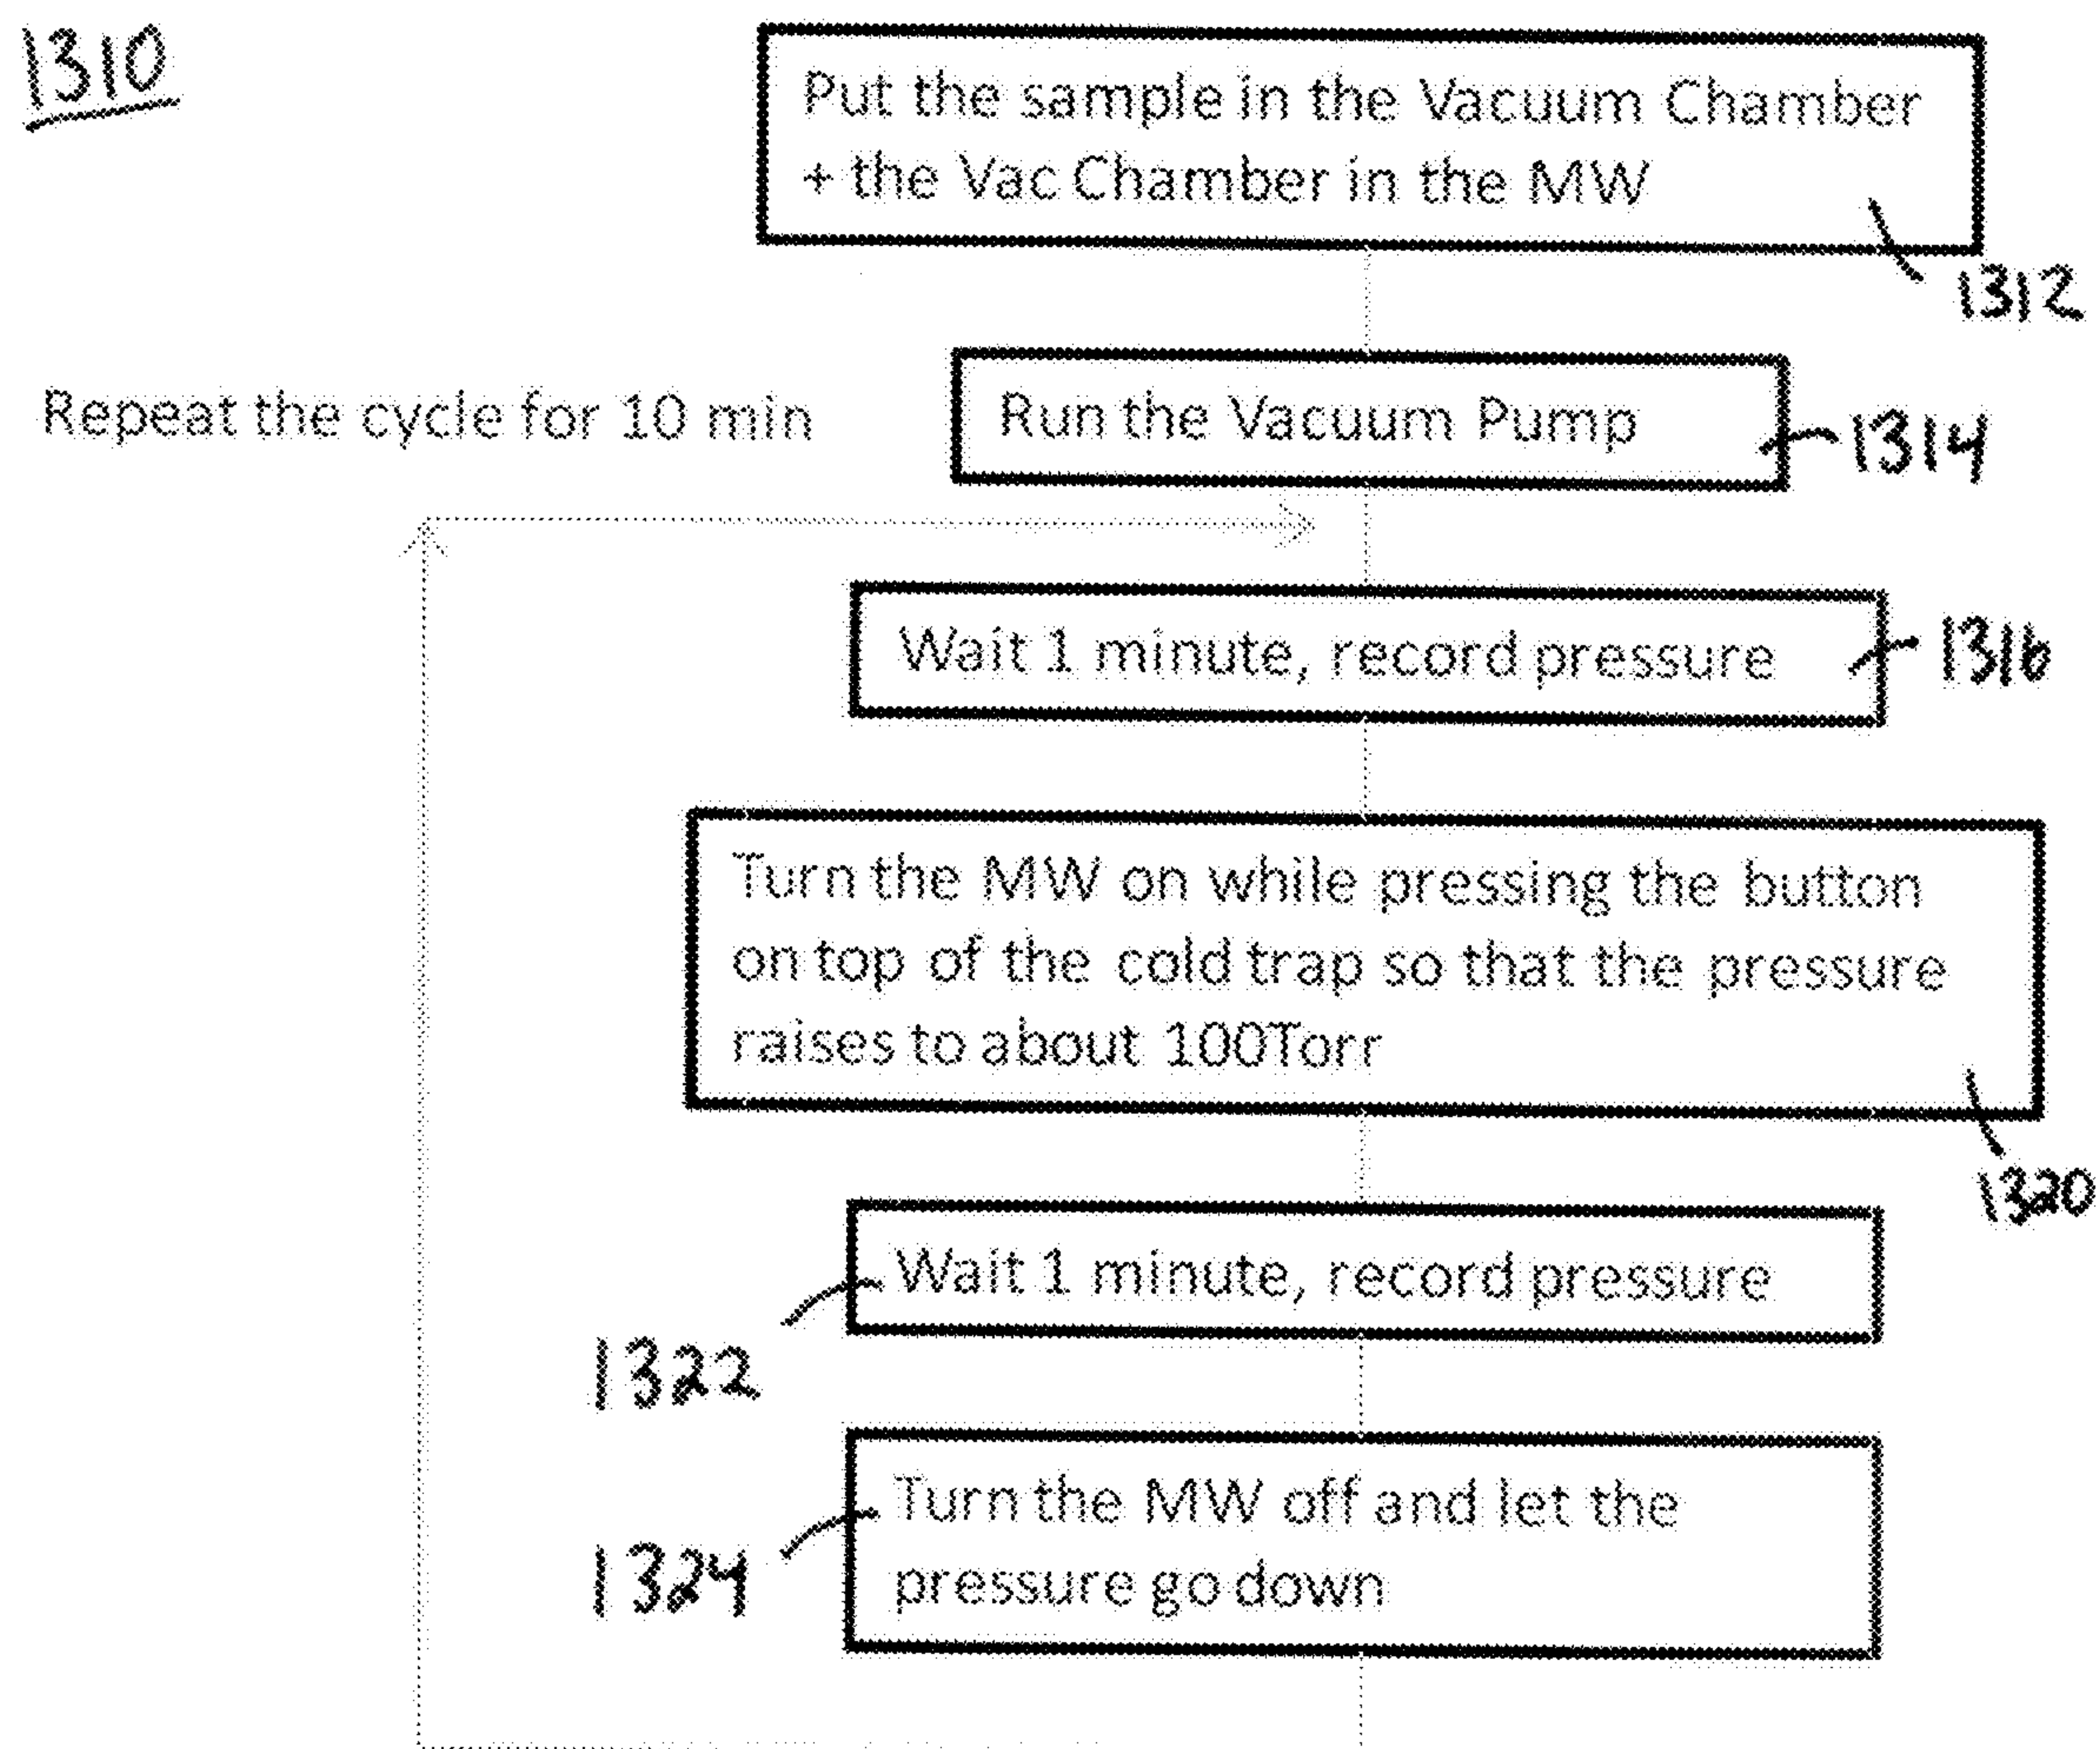 1310
Put the sample in the Vacuum Chamber
+ the Vac Chamber in the MW
1312
Repeat the cycle for 10 min
Run the Vacuum Pump
1314
Wait 1 minute, record pressure
1316
Turn the MW on while pressing the button
on top of the cold trap so that the pressure
raises to about 100Torr
1320
Wait 1 minute, record pressure
1322
Turn the MW off and let the
pressure go down
1324